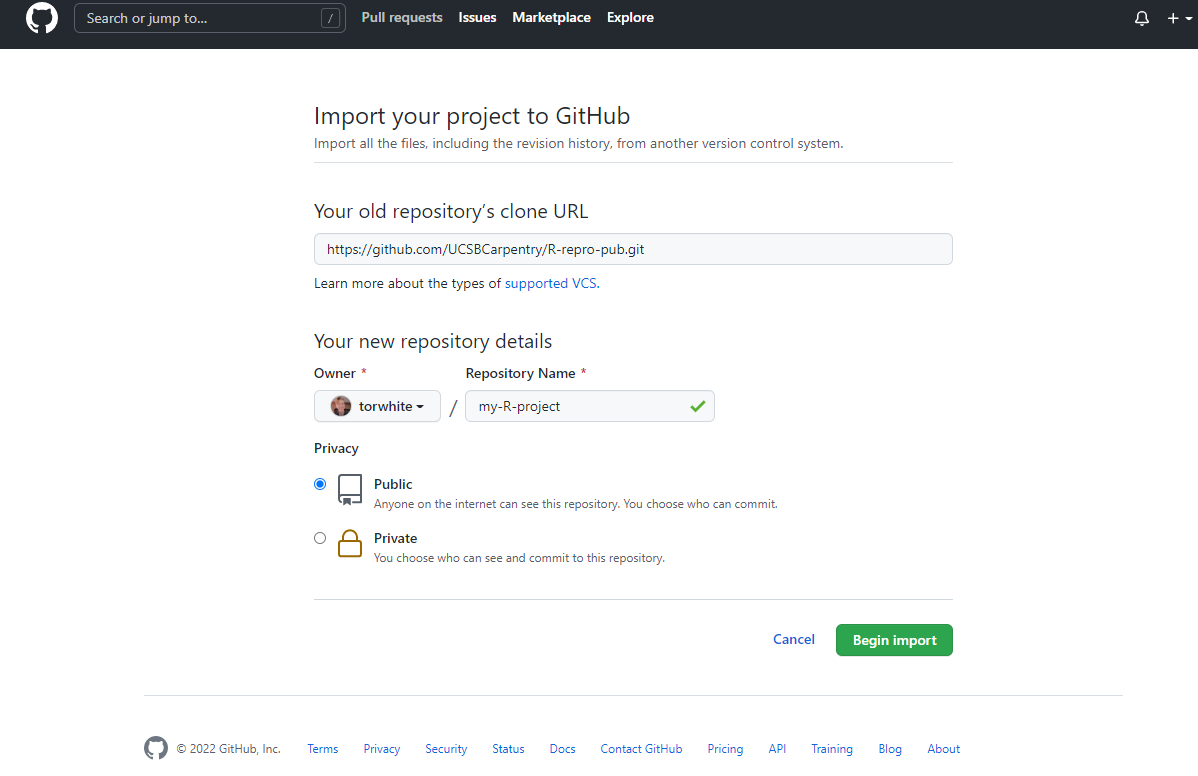 Search or jump to... /
Pull requests Issues Marketplace Explore
Import your project to GitHub
Import all the files, including the revision history, from another version control system.
Your old repository's clone URL
https://github.com/UCSBCarpentry/R-repro-pub.git
Learn more about the types of supported VCS.
Your new repository details
Owner * Repository Name *
torwhite / my-R-project
Privacy
Public
Anyone on the internet can see this repository. You choose who can commit.
Private
You choose who can see and commit to this repository.
Cancel Begin import
© 2022 GitHub, Inc. Terms Privacy Security Status Docs Contact GitHub Pricing API Training Blog About